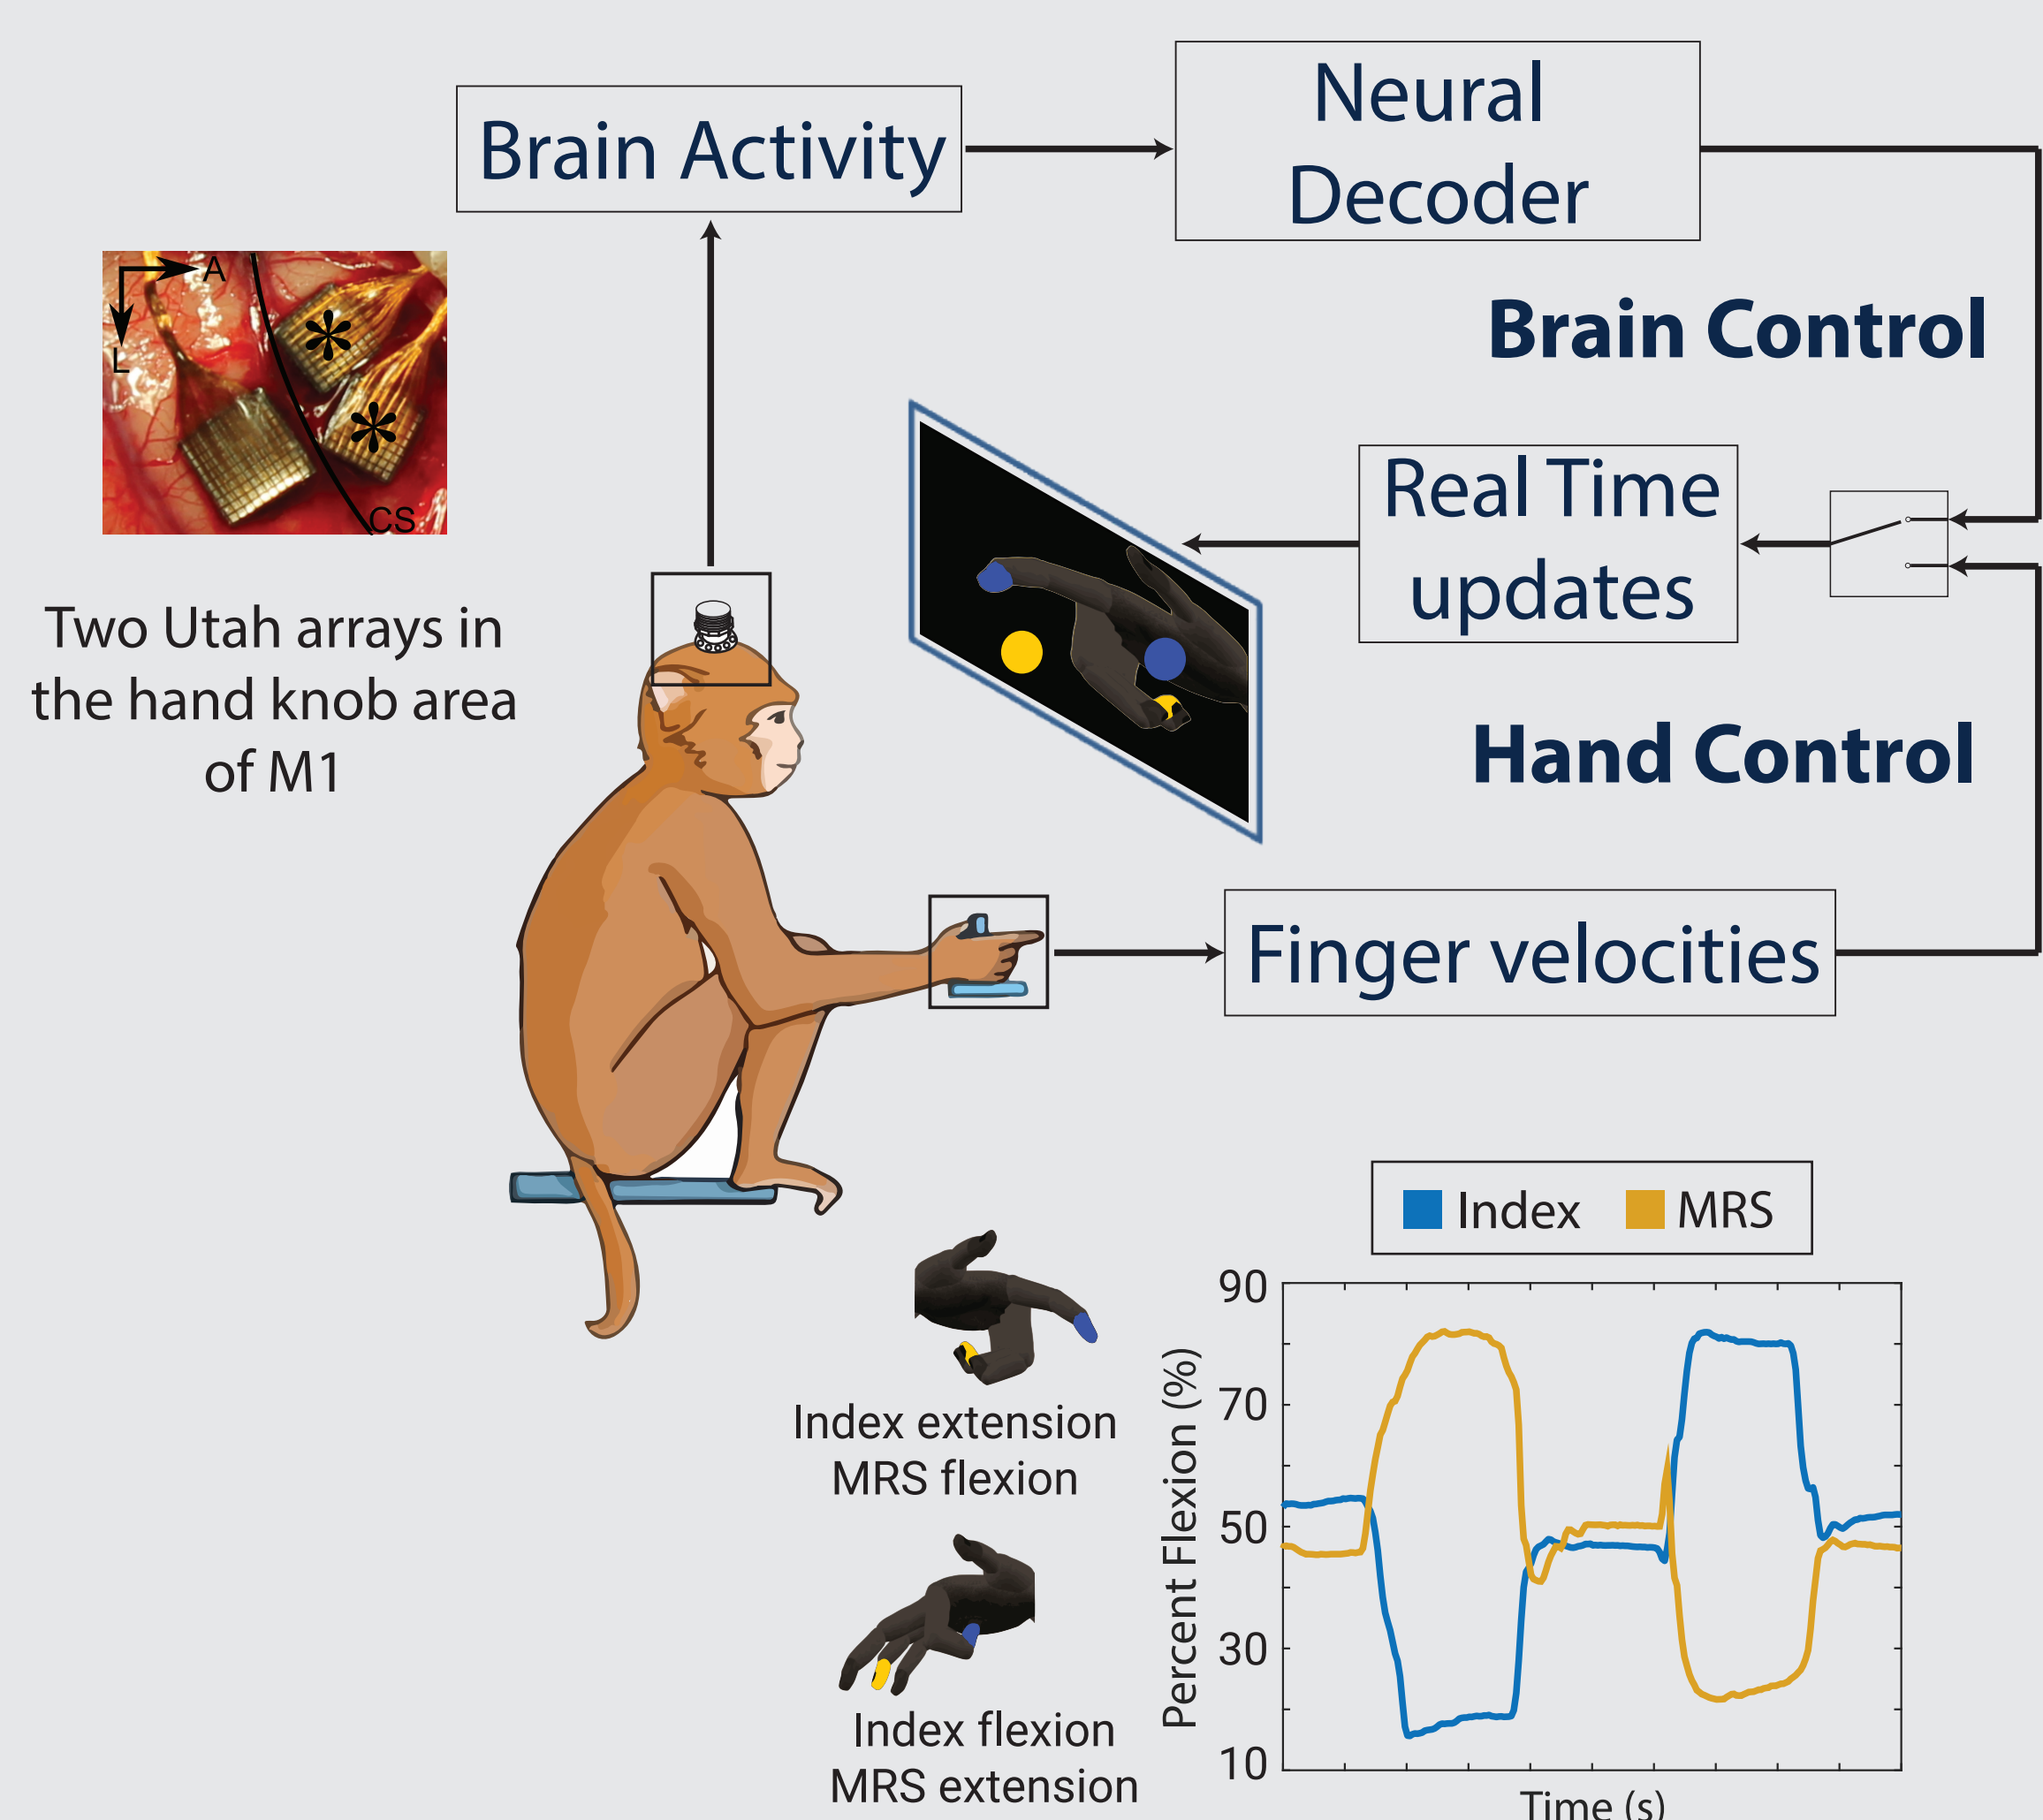 Brain Activity
Neural
Decoder
Brain Control
A
L
*
*
CS
Two Utah arrays in
the hand knob area
of M1
Real Time
updates
Hand Control
Finger velocities
Index extension
MRS flexion
Index flexion
MRS extension
Index MRS
Percent Flexion (%)
90
70
50
30
10
Time (s)